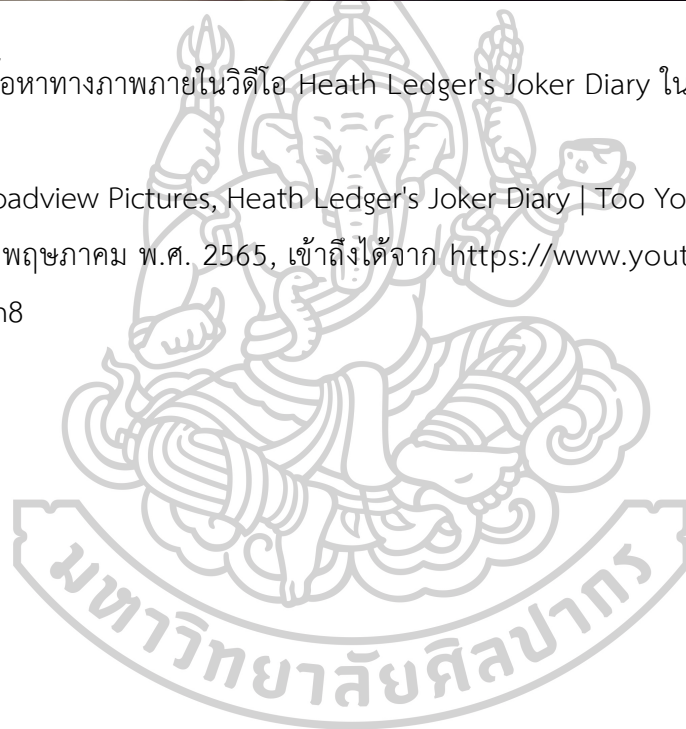 อหาทางภาพภายในวิดีโอ Heath Ledger's Joker Diary ใน
oadview Pictures, Heath Ledger's Joker Diary | Too Yo
พฤษภาคม พ.ศ. 2565, เข้าถึงได้จาก https://www.yout
n8
มหาวิทยาลัยศิลปากร